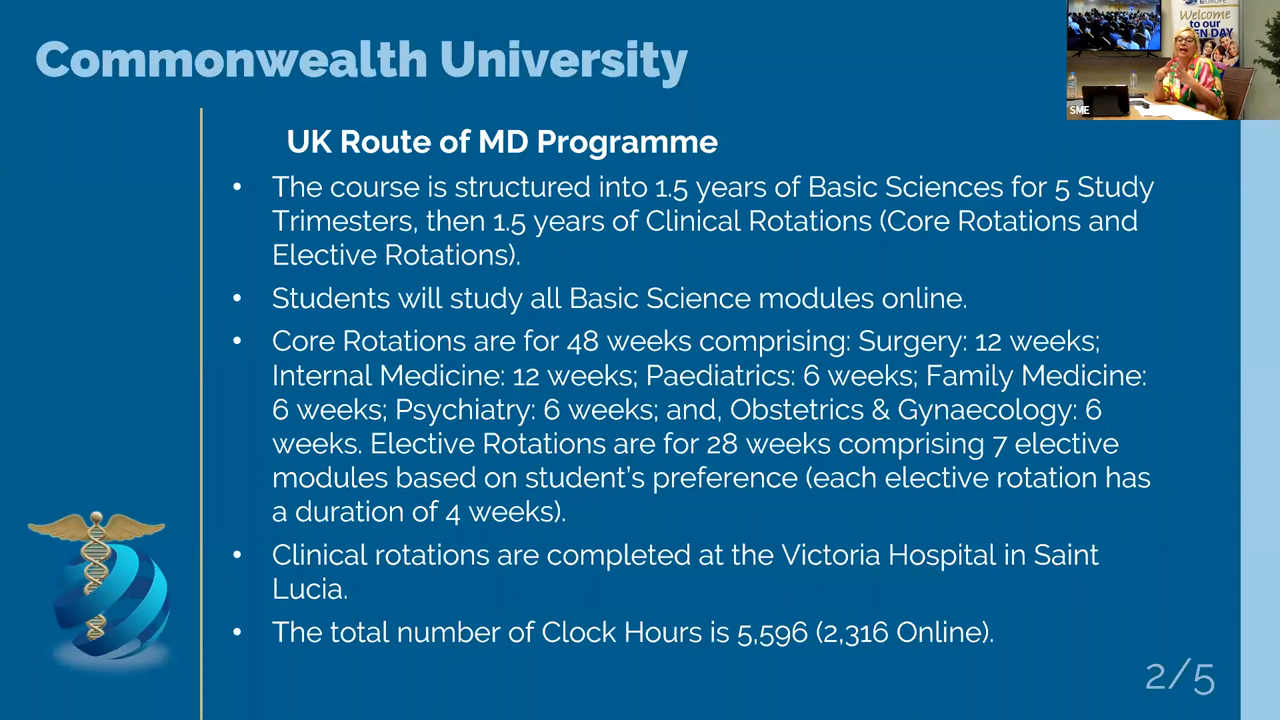 Commonwealth University
EUROPE
Welcome
to our
EN DAY
SME
UK Route of MD Programme
• The course is structured into 1.5 years of Basic Sciences for 5 Study
Trimesters, then 1.5 years of Clinical Rotations (Core Rotations and
Elective Rotations).
• Students will study all Basic Science modules online.
• Core Rotations are for 48 weeks comprising: Surgery: 12 weeks;
Internal Medicine: 12 weeks; Paediatrics: 6 weeks; Family Medicine:
6 weeks; Psychiatry: 6 weeks; and, Obstetrics & Gynaecology: 6
weeks. Elective Rotations are for 28 weeks comprising 7 elective
modules based on student’s preference (each elective rotation has
a duration of 4 weeks).
• Clinical rotations are completed at the Victoria Hospital in Saint
Lucia.
• The total number of Clock Hours is 5,596 (2,316 Online).
2/5